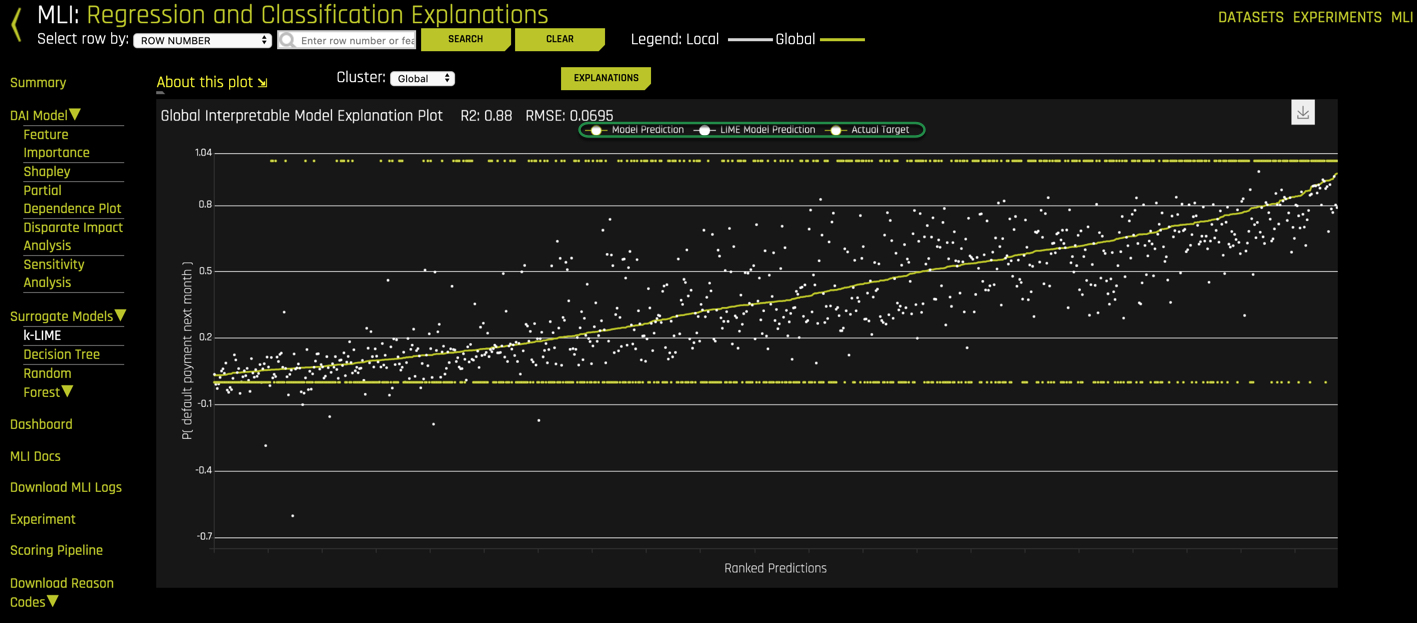 MLI: Regression and Classification Explanations
DATASETS EXPERIMENTS MLI
Select row by: ROW NUMBER Enter row number or fea SEARCH CLEAR Legend: Local Global
Summary
DAI Model
Feature
Importance
Shapley
Partial
Dependence Plot
Disparate Impact
Analysis
Sensitivity
Analysis
Surrogate Models
k-LIME
Decision Tree
Random
Forest
Dashboard
MLI Docs
Download MLI Logs
Experiment
Scoring Pipeline
Download Reason
Codes
About this plot Cluster: Global EXPLANATIONS
Global Interpretable Model Explanation Plot R2: 0.88 RMSE: 0.0695
Model Prediction LIME Model Prediction Actual Target
1.04
0.8
0.5
0.2
-0.1
-0.4
-0.7
P( default payment next month )
Ranked Predictions